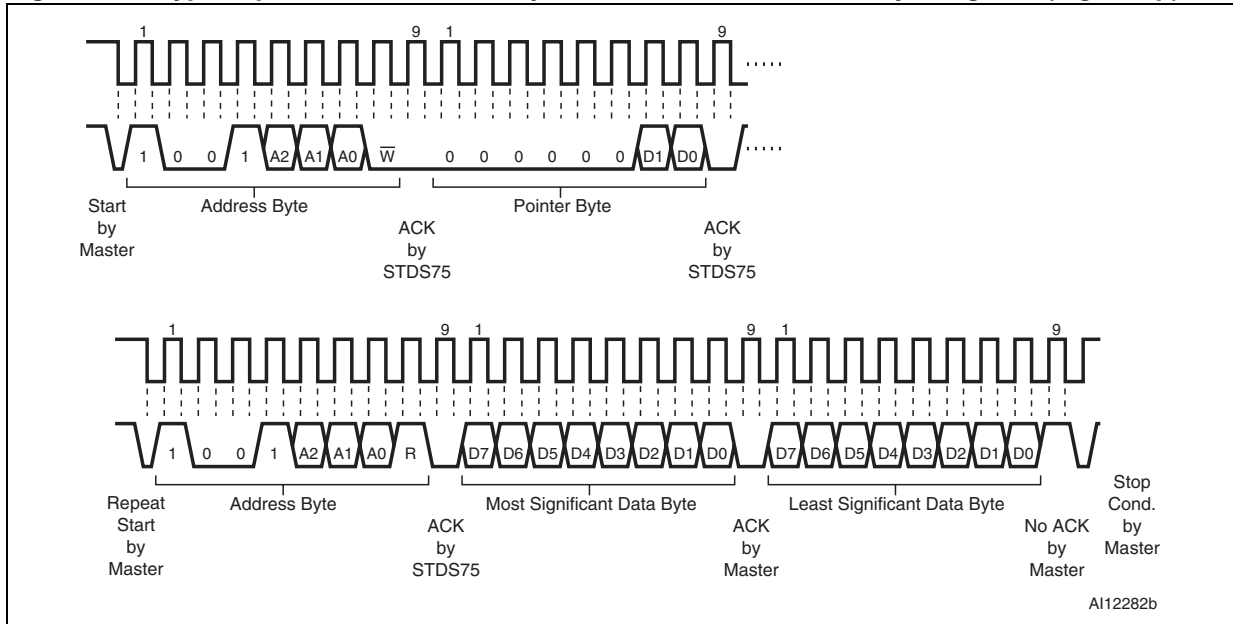 1 9 1 9
1 0 0 1 A2 A1 A0 W 0 0 0 0 0 0 D1 D0
Address Byte Pointer Byte
Start
by
Master
ACK
by
STDS75
ACK
by
STDS75
1 9 1 9 1 9
1 0 0 1 A2 A1 A0 R D7 D6 D5 D4 D3 D2 D1 D0 D7 D6 D5 D4 D3 D2 D1 D0
Address Byte Most Significant Data Byte Least Significant Data Byte
Repeat
Start
by
Master
ACK
by
STDS75
ACK
by
Master
No ACK
by
Master
Stop
Cond.
by
Master
AI12282b